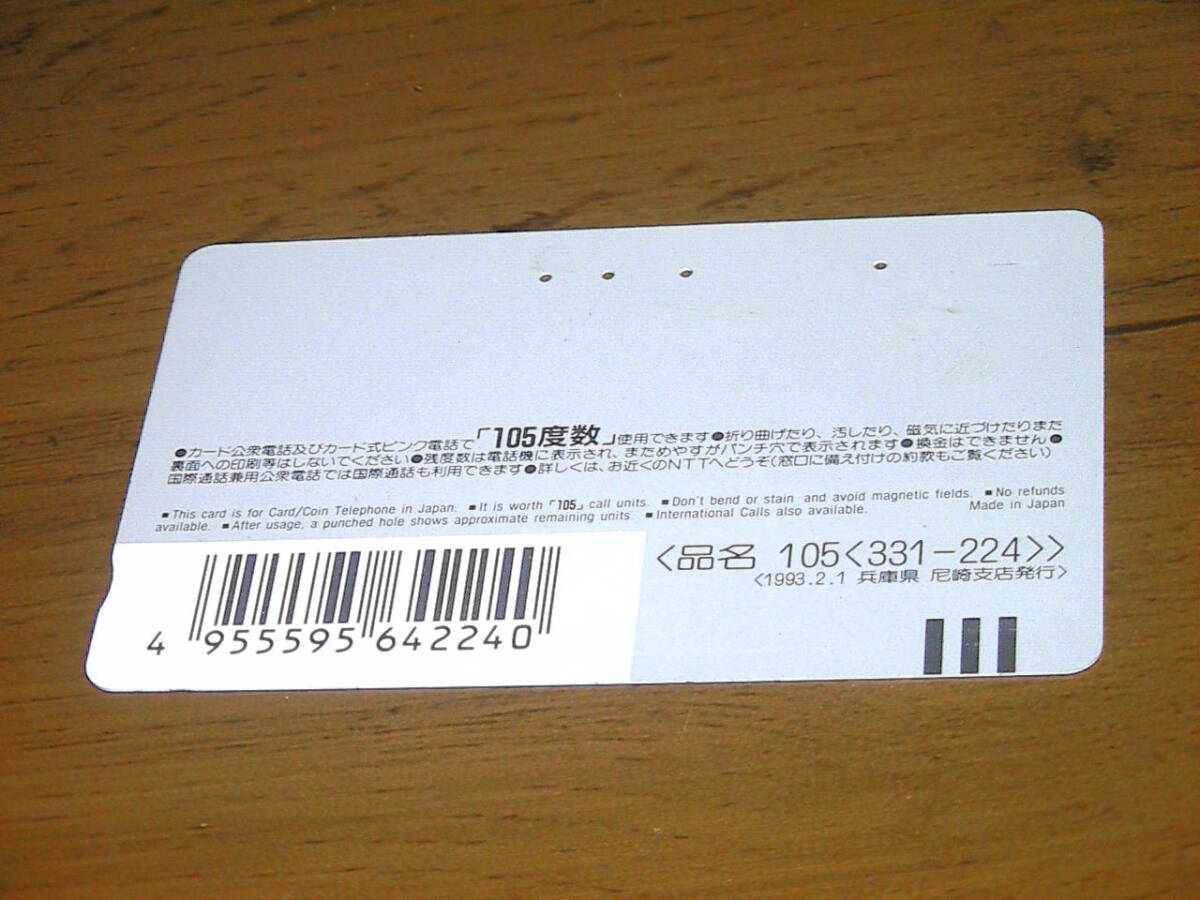 ●カード公衆電話及びカード式ピンク電話で「105度数」使用できます●折り曲げたり、汚したり、磁気に近づけたりまた
裏面への印刷等はしないでください●残度数は電話機に表示され、まためやすがパンチ穴で表示されます●換金はできません●
国際通話兼用公衆電話では国際通話も利用できます●詳しくは、お近くのNTTへどうぞ(窓口に備え付けの約款もご覧ください)
■This card is for Card/Coin Telephone in Japan. ■It is worth「105」call units. ■Don't bend or stain and avoid magnetic fields. ■No refunds
available. ■After usage, a punched hole shows approximate remaining units. ■International Calls also available. Made in Japan
<品名 105<331-224>>
<1993.2.1 兵庫県 尼崎支店発行>
4 955595 642240